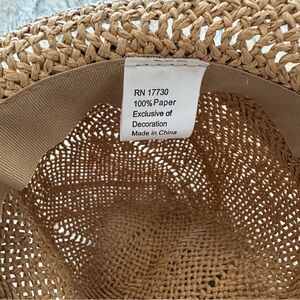 RN 17730
100% Paper
Exclusive of
Decoration
Made in China